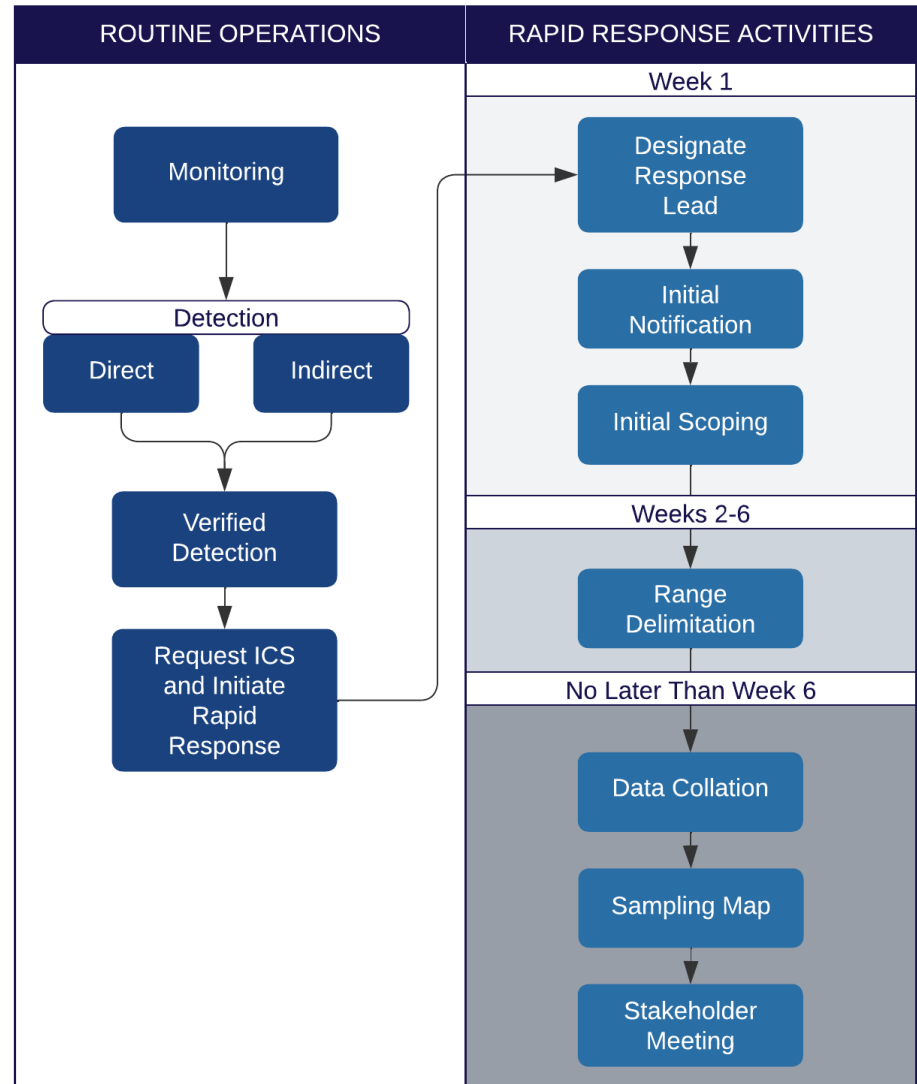 ROUTINE OPERATIONS
Monitoring
Detection
Direct
Indirect
Verified
Detection
Request ICS
and Initiate
Rapid
Response
RAPID RESPONSE ACTIVITIES
Week 1
Designate
Response
Lead
Initial
Notification
Initial Scoping
Weeks 2-6
Range
Delimitation
No Later Than Week 6
Data Collation
Sampling Map
Stakeholder
Meeting